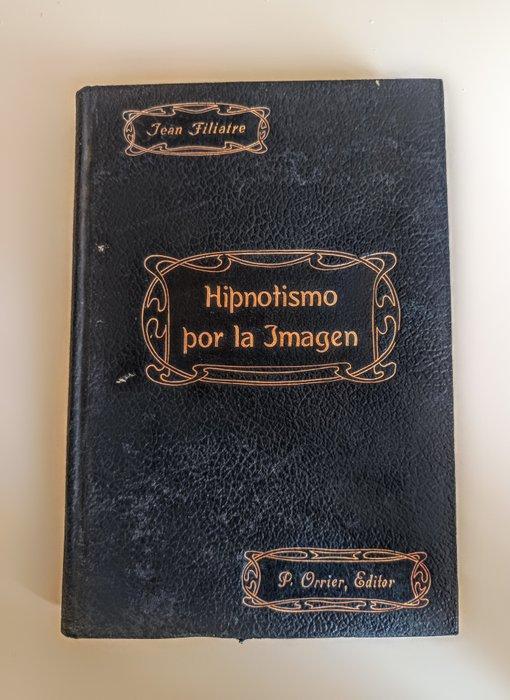 Jean Filiatre
Hipnotismo
por la Imagen
P. Orrier, Editor